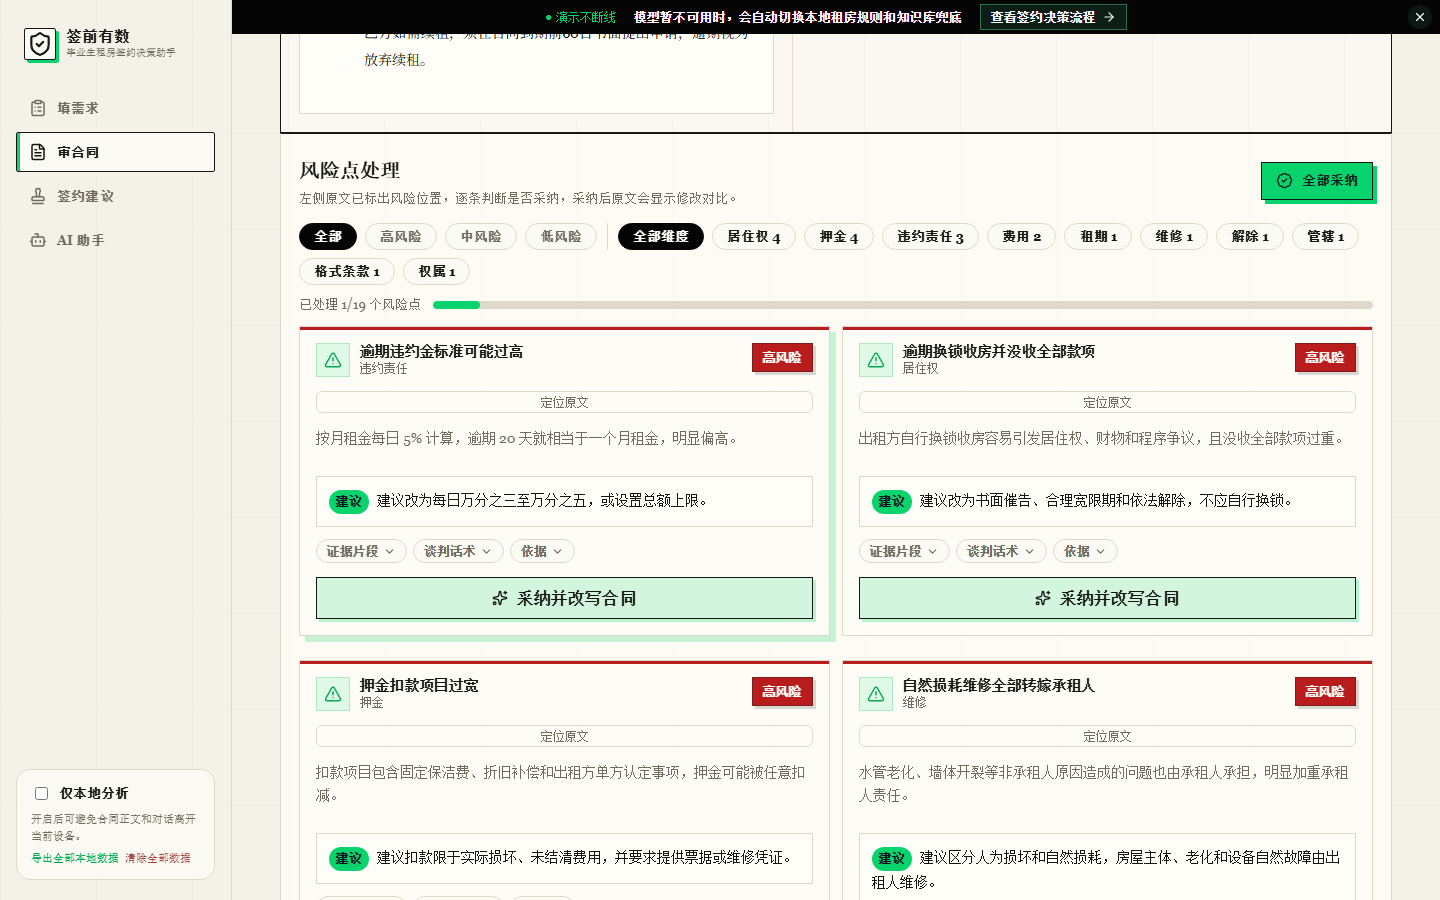 签前有数
毕业生租房签约决策助手
填需求
审合同
签约建议
AI 助手
仅本地分析
开启后可避免合同正文和对话离开
当前设备。
导出全部本地数据 清除全部数据
演示不断线 模型暂不可用时，会自动切换本地租房规则和知识库兜底 查看签约决策流程
放弃续租。
风险点处理
左侧原文已标出风险位置，逐条判断是否采纳，采纳后原文会显示修改对比。
全部采纳
全部 高风险 中风险 低风险 全部维度 居住权 4 押金 4 违约责任 3 费用 2 租期 1 维修 1 解除 1 管辖 1
格式条款 1 权属 1
已处理 1/19 个风险点
逾期违约金标准可能过高
违约责任
高风险
定位原文
按月租金每日 5% 计算，逾期 20 天就相当于一个月租金，明显偏高。
建议 建议改为每日万分之三至万分之五，或设置总额上限。
证据片段 谈判话术 依据
采纳并改写合同
逾期换锁收房并没收全部款项
居住权
高风险
定位原文
出租方自行换锁收房容易引发居住权、财物和程序争议，且没收全部款项过重。
建议 建议改为书面催告、合理宽限期和依法解除，不应自行换锁。
证据片段 谈判话术 依据
采纳并改写合同
押金扣款项目过宽
押金
高风险
定位原文
扣款项目包含固定保洁费、折旧补偿和出租方单方认定事项，押金可能被任意扣
减。
建议 建议扣款限于实际损坏、未结清费用，并要求提供票据或维修凭证。
自然损耗维修全部转嫁承租人
维修
高风险
定位原文
水管老化、墙体开裂等非承租人原因造成的问题也由承租人承担，明显加重承租
人责任。
建议 建议区分人为损坏和自然损耗，房屋主体、老化和设备自然故障由出
租人维修。